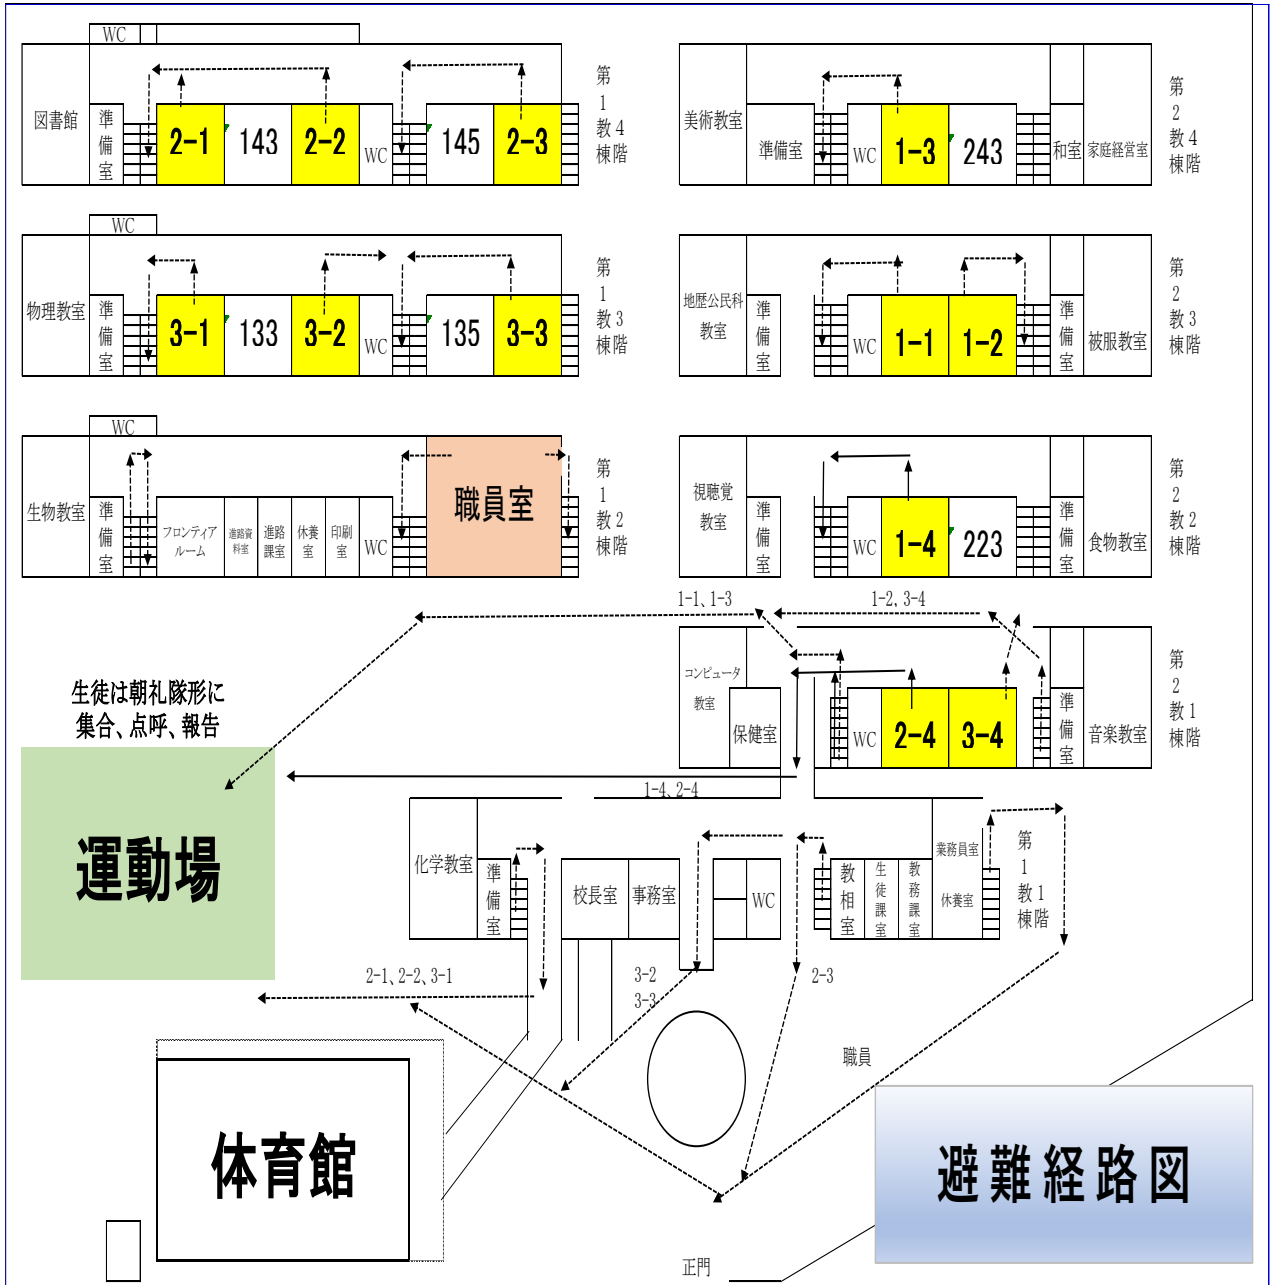 WC
図書館
準備室
2-1
143
2-2
WC
145
2-3
第1教4棟階
美術教室
準備室
WC
1-3
243
和室
家庭経営室
第2教4棟階
WC
物理教室
準備室
3-1
133
3-2
WC
135
3-3
第1教3棟階
地歴公民科
教室
準備室
WC
1-1
1-2
準備室
被服教室
第2教3棟階
WC
生物教室
準備室
フロンティア
ルーム
進路資料室
進路課室
休養室
印刷室
WC
職員室
第1教2棟階
視聴覚
教室
準備室
WC
1-4
223
準備室
食物教室
第2教2棟階
1-1、1-3
1-2、3-4
コンピュータ
教室
保健室
WC
2-4
3-4
準備室
音楽教室
第2教1棟階
生徒は朝礼隊形に
集合、点呼、報告
運動場
1-4、2-4
化学教室
準備室
校長室
事務室
WC
教相室
生徒課室
教務課室
業務員室
休養室
第1教1棟階
2-1、2-2、3-1
3-2
3-3
2-3
職員
体育館
避難経路図
正門